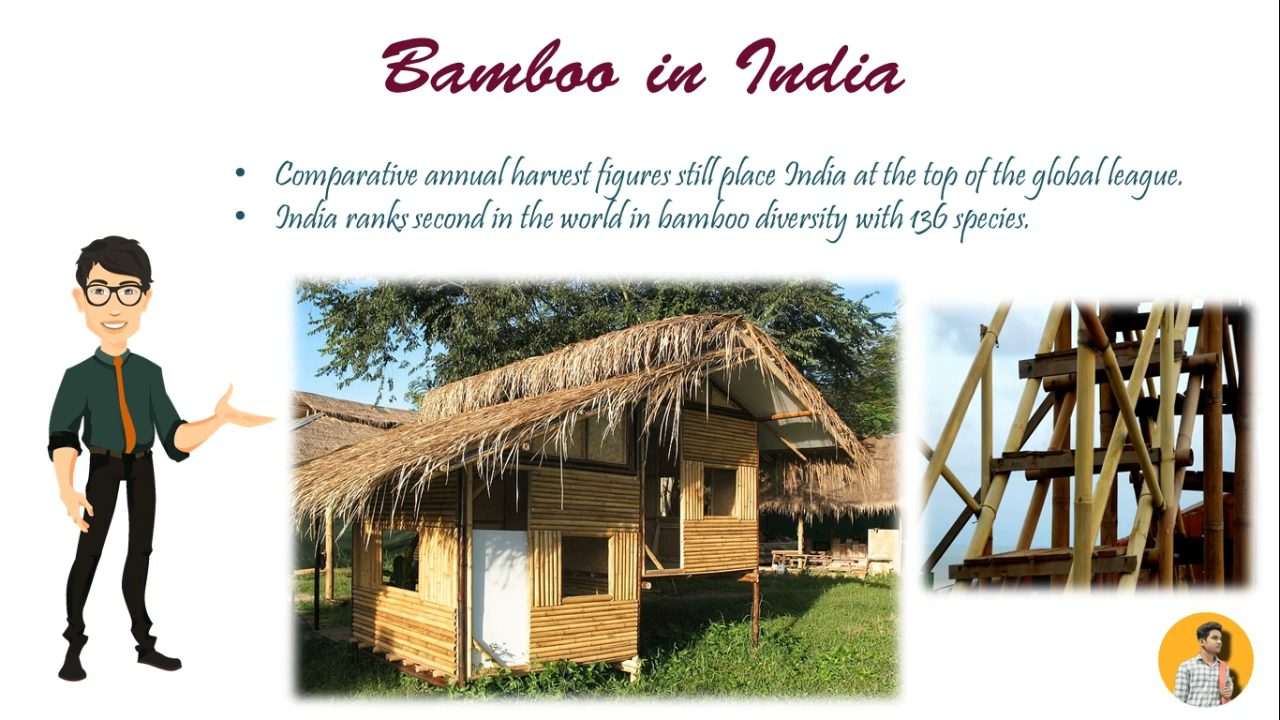 Bamboo in India
• Comparative annual harvest figures still place India at the top of the global league.
• India ranks second in the world in bamboo diversity with 136 species.